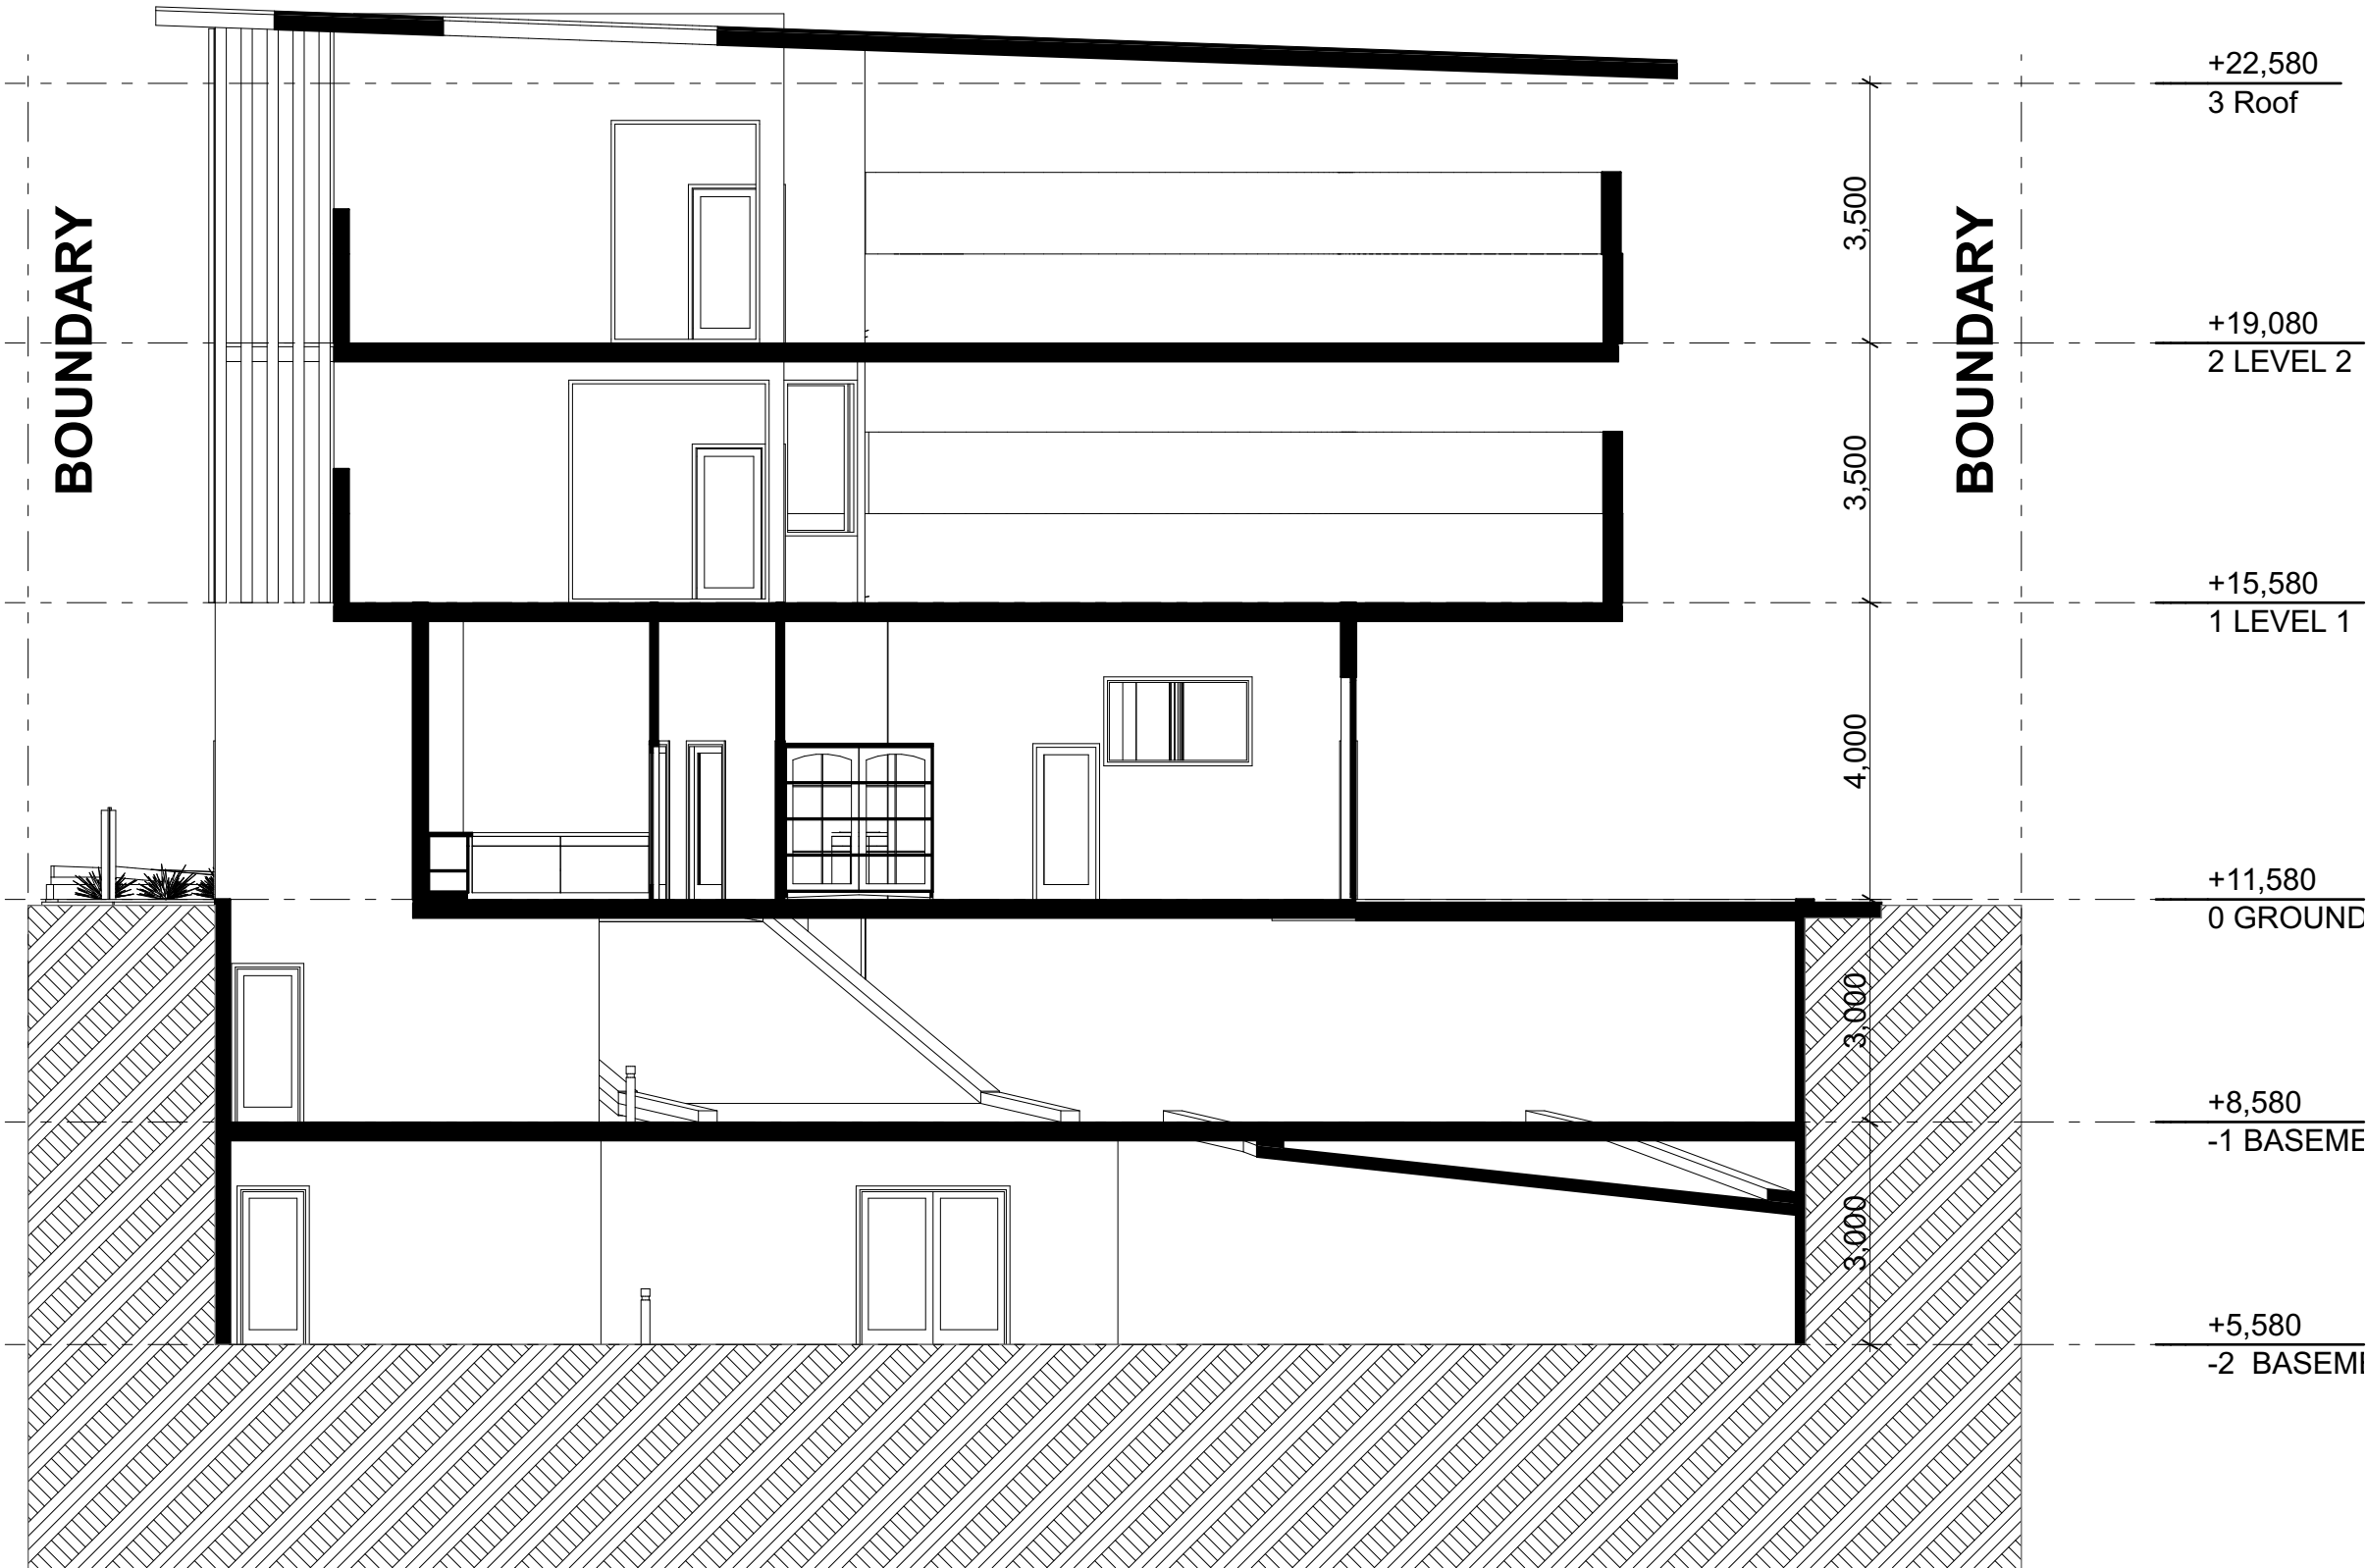 +22,580
3 Roof
BOUNDARY
BOUNDARY
3,500
+19,080
2 LEVEL 2
3,500
+15,580
1 LEVEL 1
4,000
+11,580
0 GROUND
3,000
+8,580
-1 BASEME
3,000
+5,580
-2 BASEME